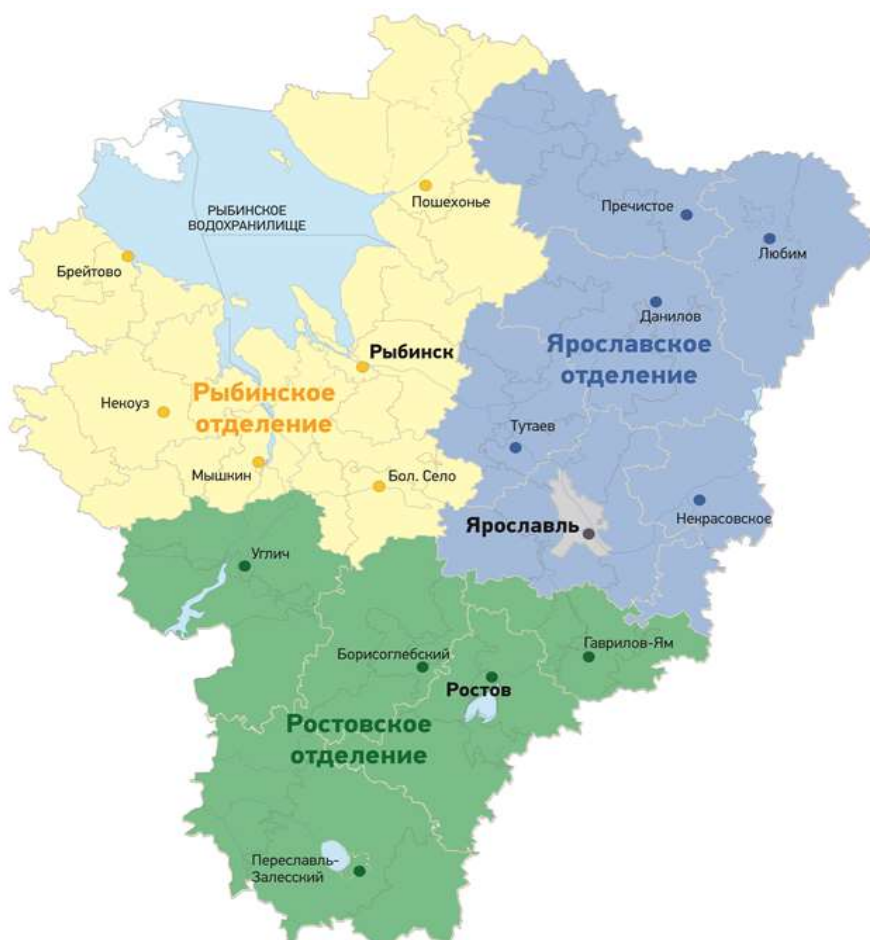 Пошехонье
Пречистое
РЫБИНСКОЕ
ВОДОХРАНИЛИЩЕ
Любим
Брейтово
Данилов
Рыбинск
Ярославское
отделение
Рыбинское
отделение
Некоуз
Тутаев
Мышкин
Бол. Село
Некрасовское
Ярославль
Углич
Гаврилов-Ям
Борисоглебский
Ростов
Ростовское
отделение
Переславль-
Залесский